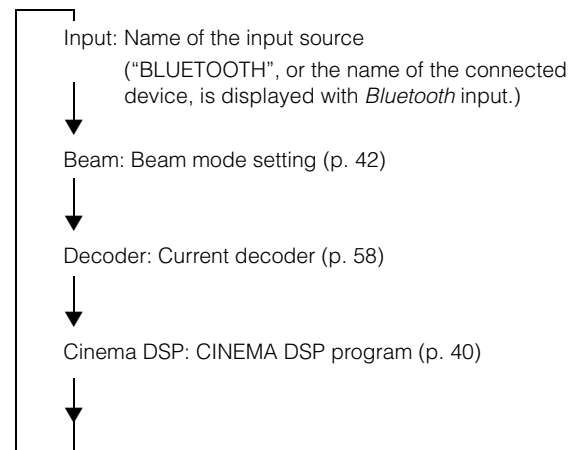 Input: Name of the input source
(“BLUETOOTH”, or the name of the connected
device, is displayed with Bluetooth input.)
Beam: Beam mode setting (p. 42)
Decoder: Current decoder (p. 58)
Cinema DSP: CINEMA DSP program (p. 40)